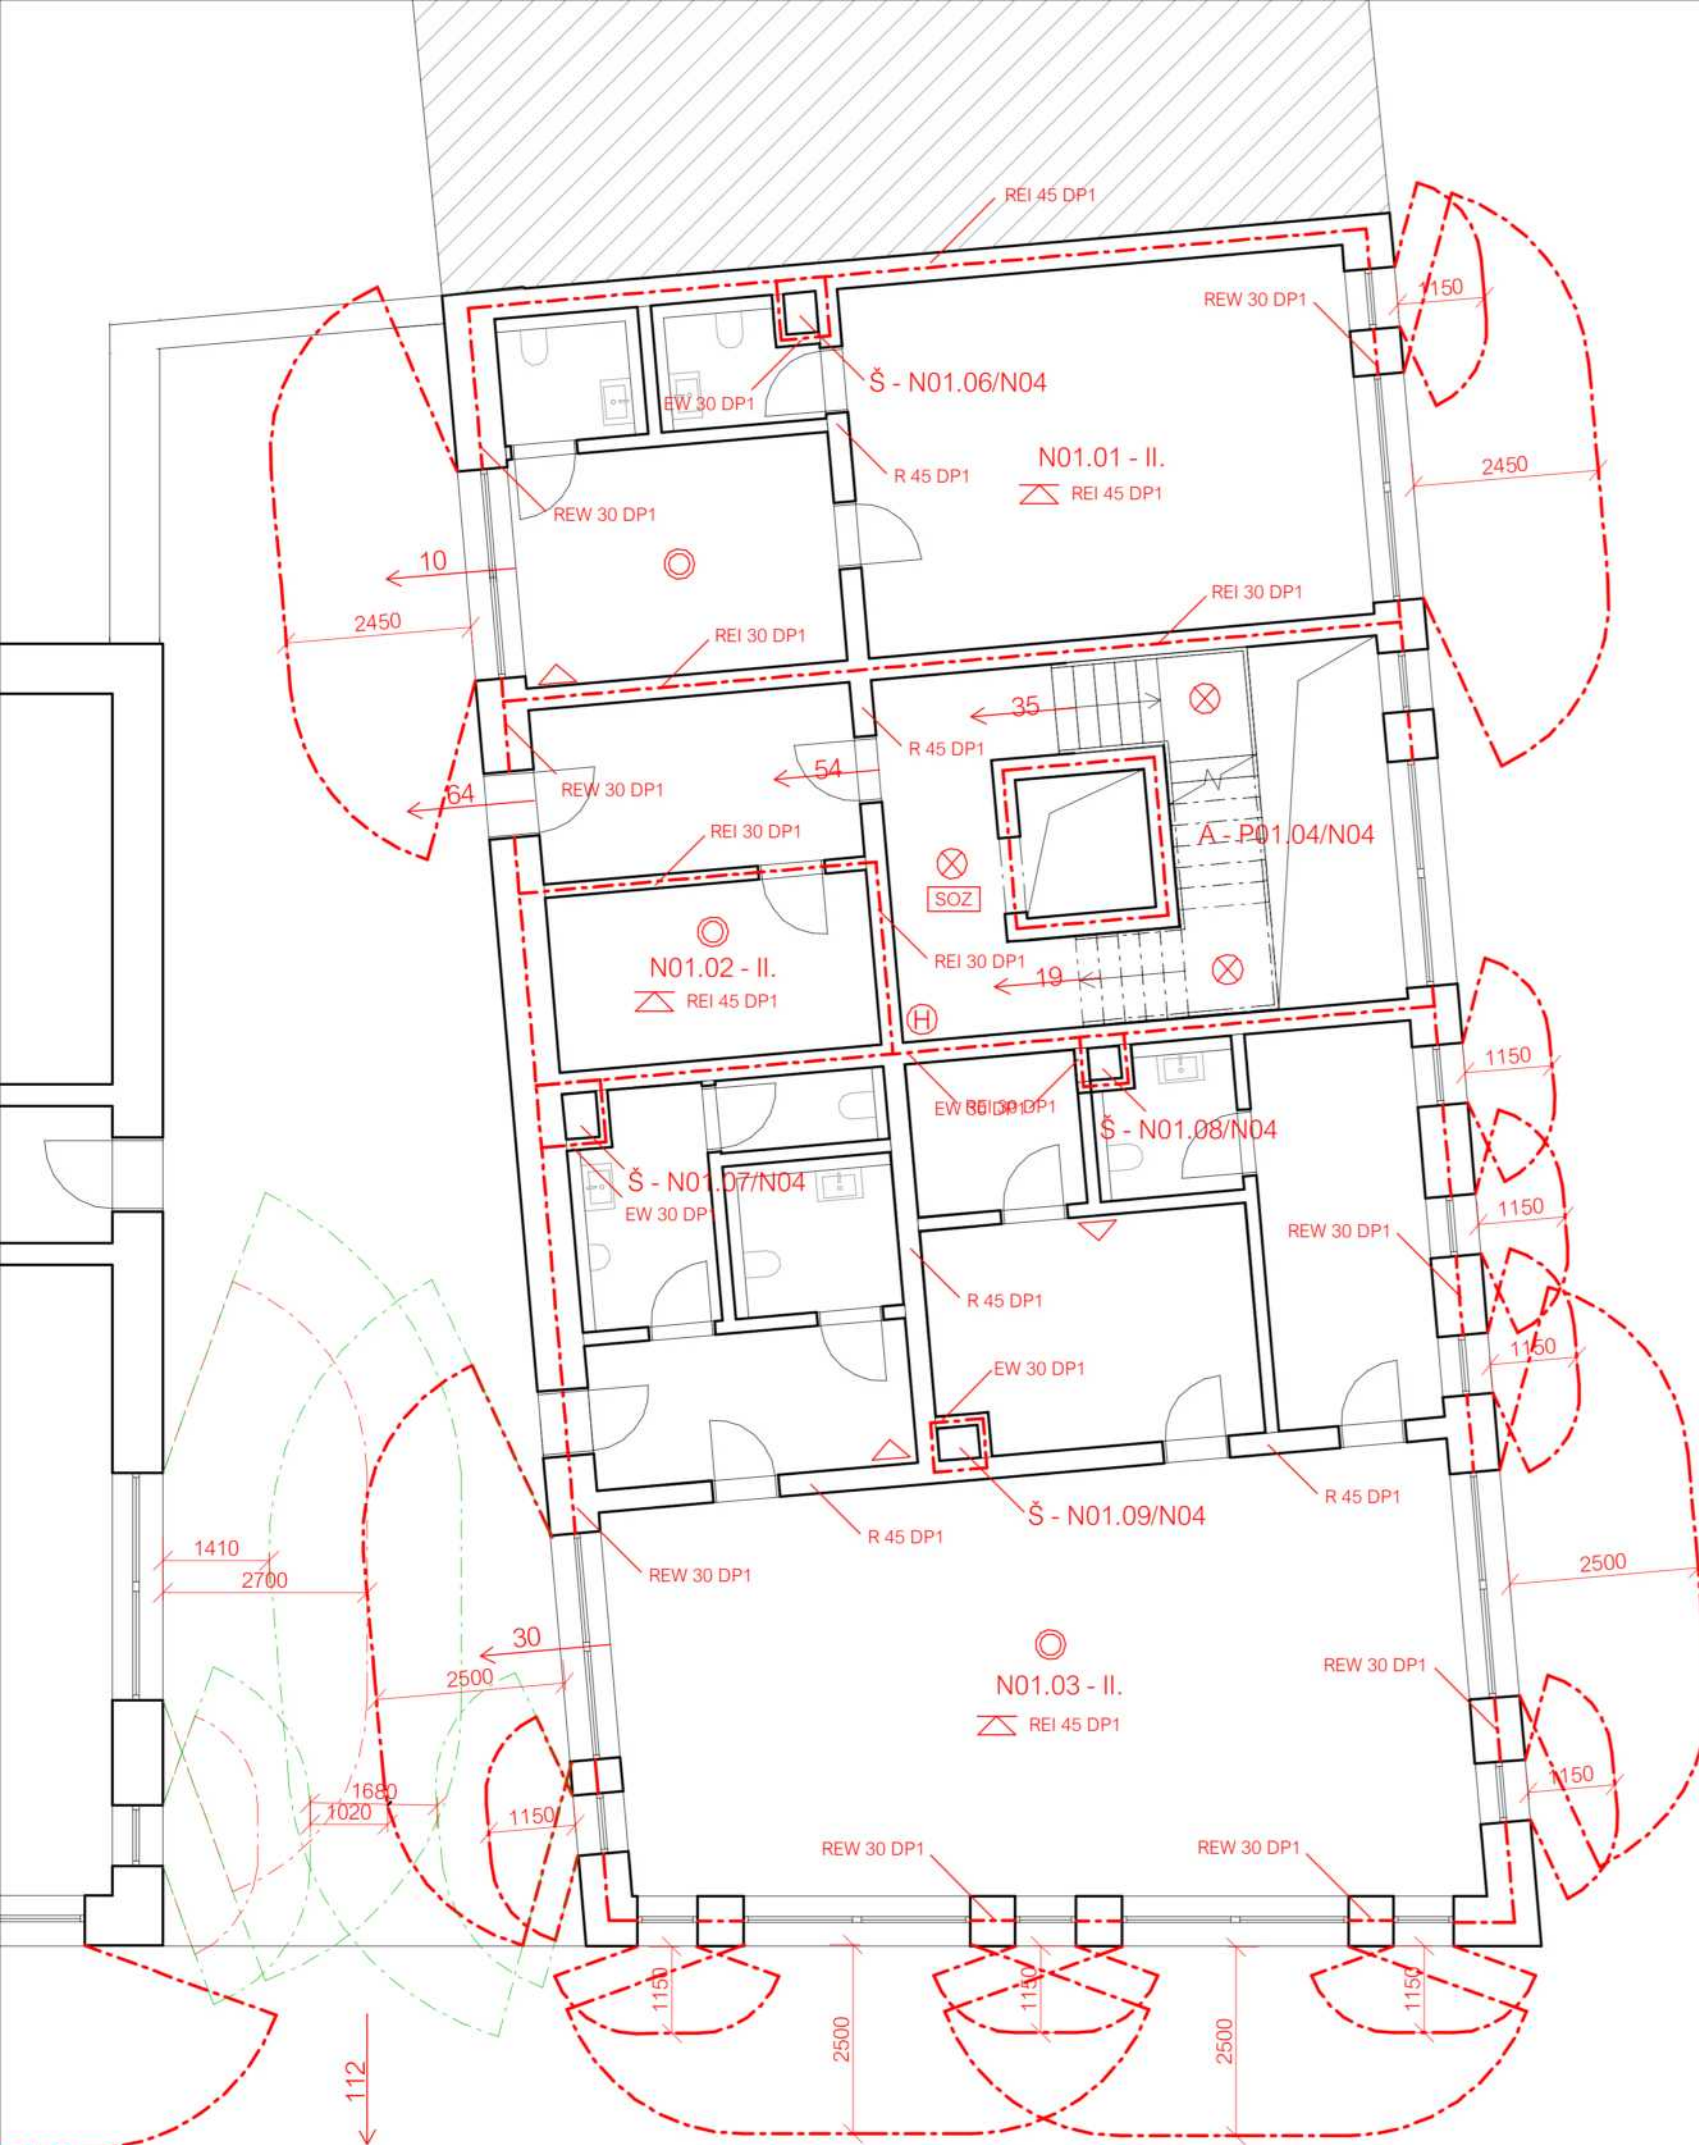 REI 45 DP1
1150
REW 30 DP1
Š - N01.06/N04
EW 30 DP1
N01.01 - II.
REI 45 DP1
R 45 DP1
2450
REW 30 DP1
10
2450
REI 30 DP1
REI 30 DP1
35
R 45 DP1
54
64
REW 30 DP1
REI 30 DP1
A - P01.04/N04
SOZ
N01.02 - II.
REI 45 DP1
REI 30 DP1
19
H
1150
EW 30 DP1
REI 30 DP1
Š - N01.08/N04
Š - N01.07/N04
EW 30 DP1
1150
REW 30 DP1
R 45 DP1
1150
EW 30 DP1
R 45 DP1
Š - N01.09/N04
R 45 DP1
1410
2700
REW 30 DP1
2500
30
2500
N01.03 - II.
REI 45 DP1
REW 30 DP1
1150
1680
1020
1150
REW 30 DP1
REW 30 DP1
1150
1150
1150
2500
2500
112